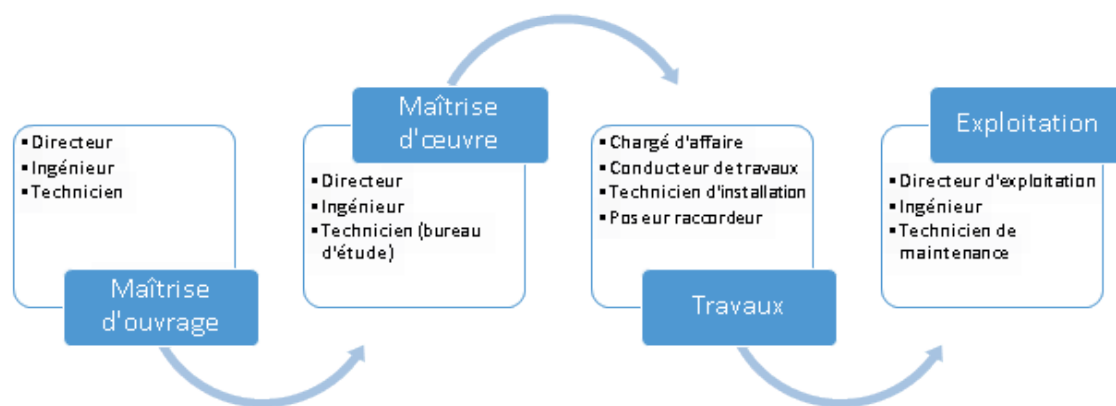 ▪Directeur
▪Ingénieur
▪Technicien
Maîtrise
d'ouvrage
Maîtrise
d'œuvre
▪Directeur
▪Ingénieur
▪Technicien (bureau
d'étude)
▪Chargé d'affaire
▪Conducteur de travaux
▪Technicien d'installation
▪Poseur raccordeur
Travaux
Exploitation
▪Directeur d'exploitation
▪Ingénieur
▪Technicien de
maintenance